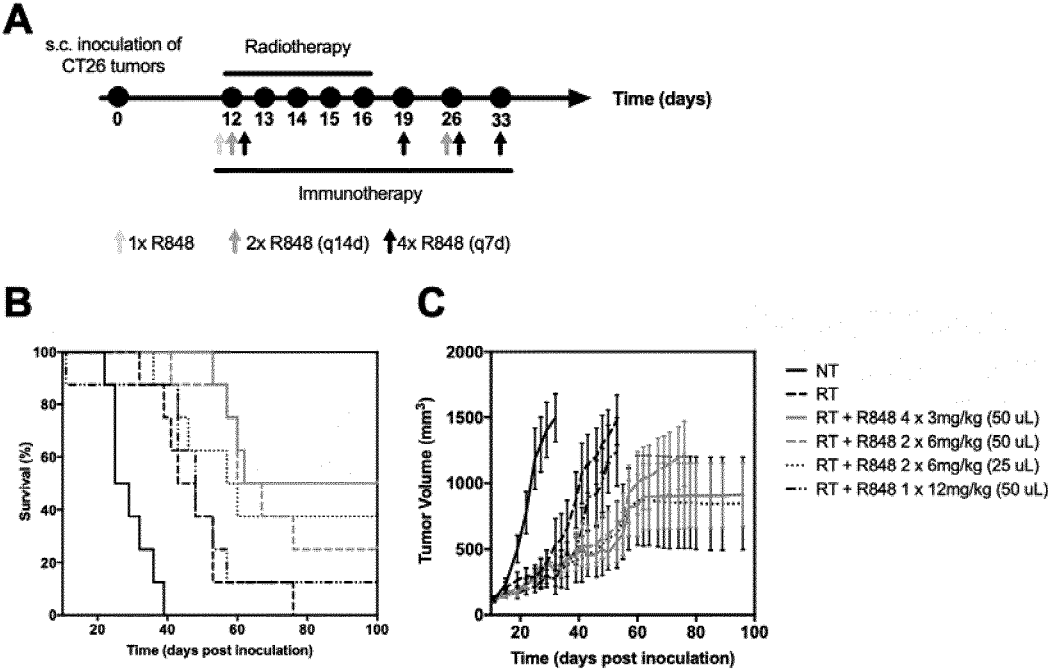 A
s.c. inoculation of
CT26 tumors
Radiotherapy
Time (days)
0 12 13 14 15 16 19 26 33
Immunotherapy
1x R848 2x R848 (q14d) 4x R848 (q7d)
B
Survival (%)
100
80
60
40
20
0
20 40 60 80 100
Time (days post inoculation)
C
Tumor Volume (mm³)
2000
1500
1000
500
0
20 40 60 80 100
Time (days post inoculation)
NT
RT
RT + R848 4 x 3mg/kg (50 uL)
RT + R848 2 x 6mg/kg (50 uL)
RT + R848 2 x 6mg/kg (25 uL)
RT + R848 1 x 12mg/kg (50 uL)